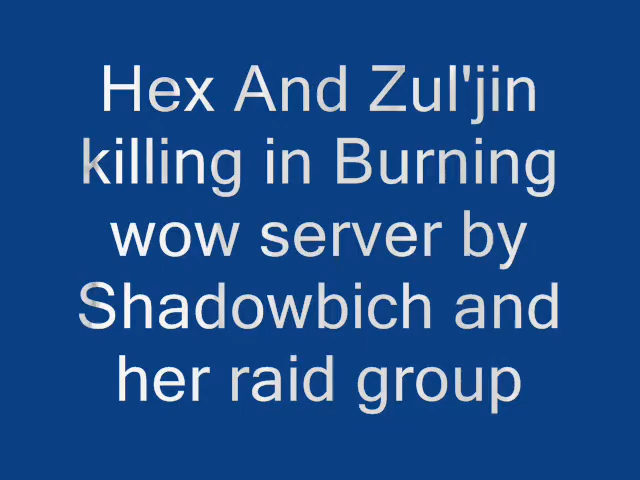 Hex And Zul'jin
killing in Burning
wow server by
Shadowbich and
her raid group